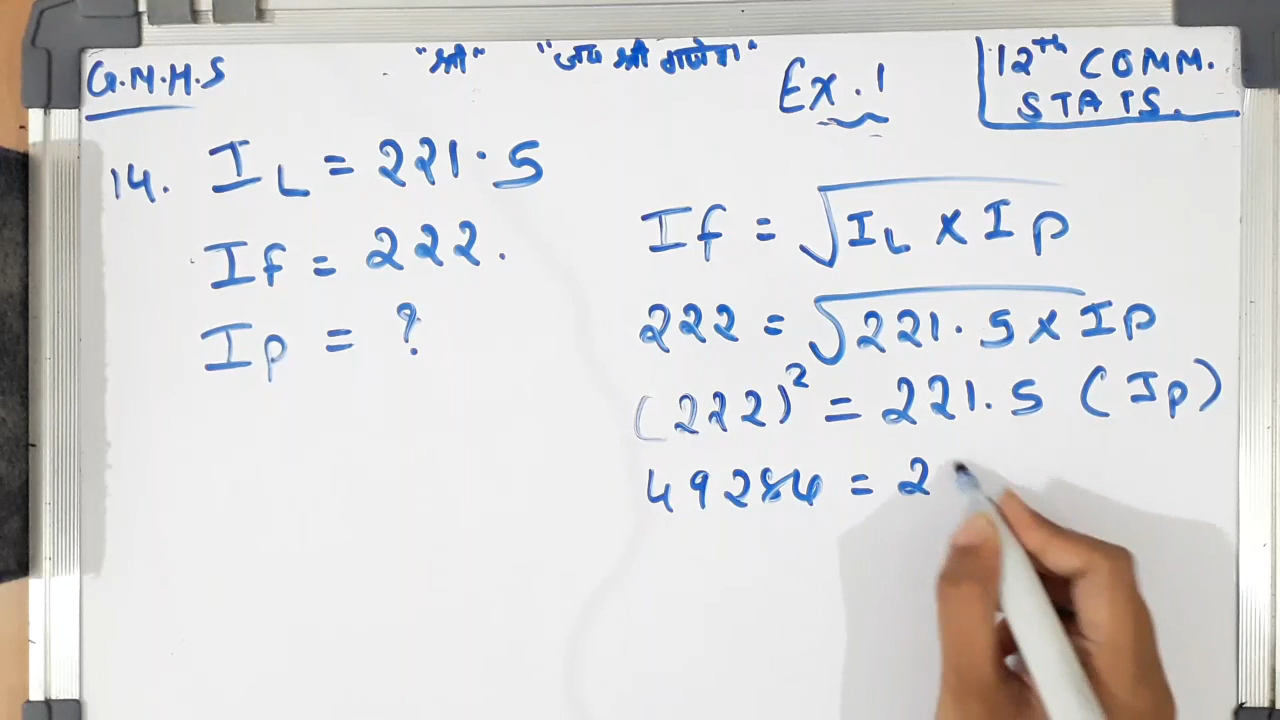 G.M.H.S
"श्री" "जय श्री गणेश"
Ex.1
12th COMM.
STATS.
14. IL = 221.5
If = 222.
Ip = ?
If = √IL x Ip
222 = √221.5 x Ip
(222)² = 221.5 (Ip)
49284 = 2